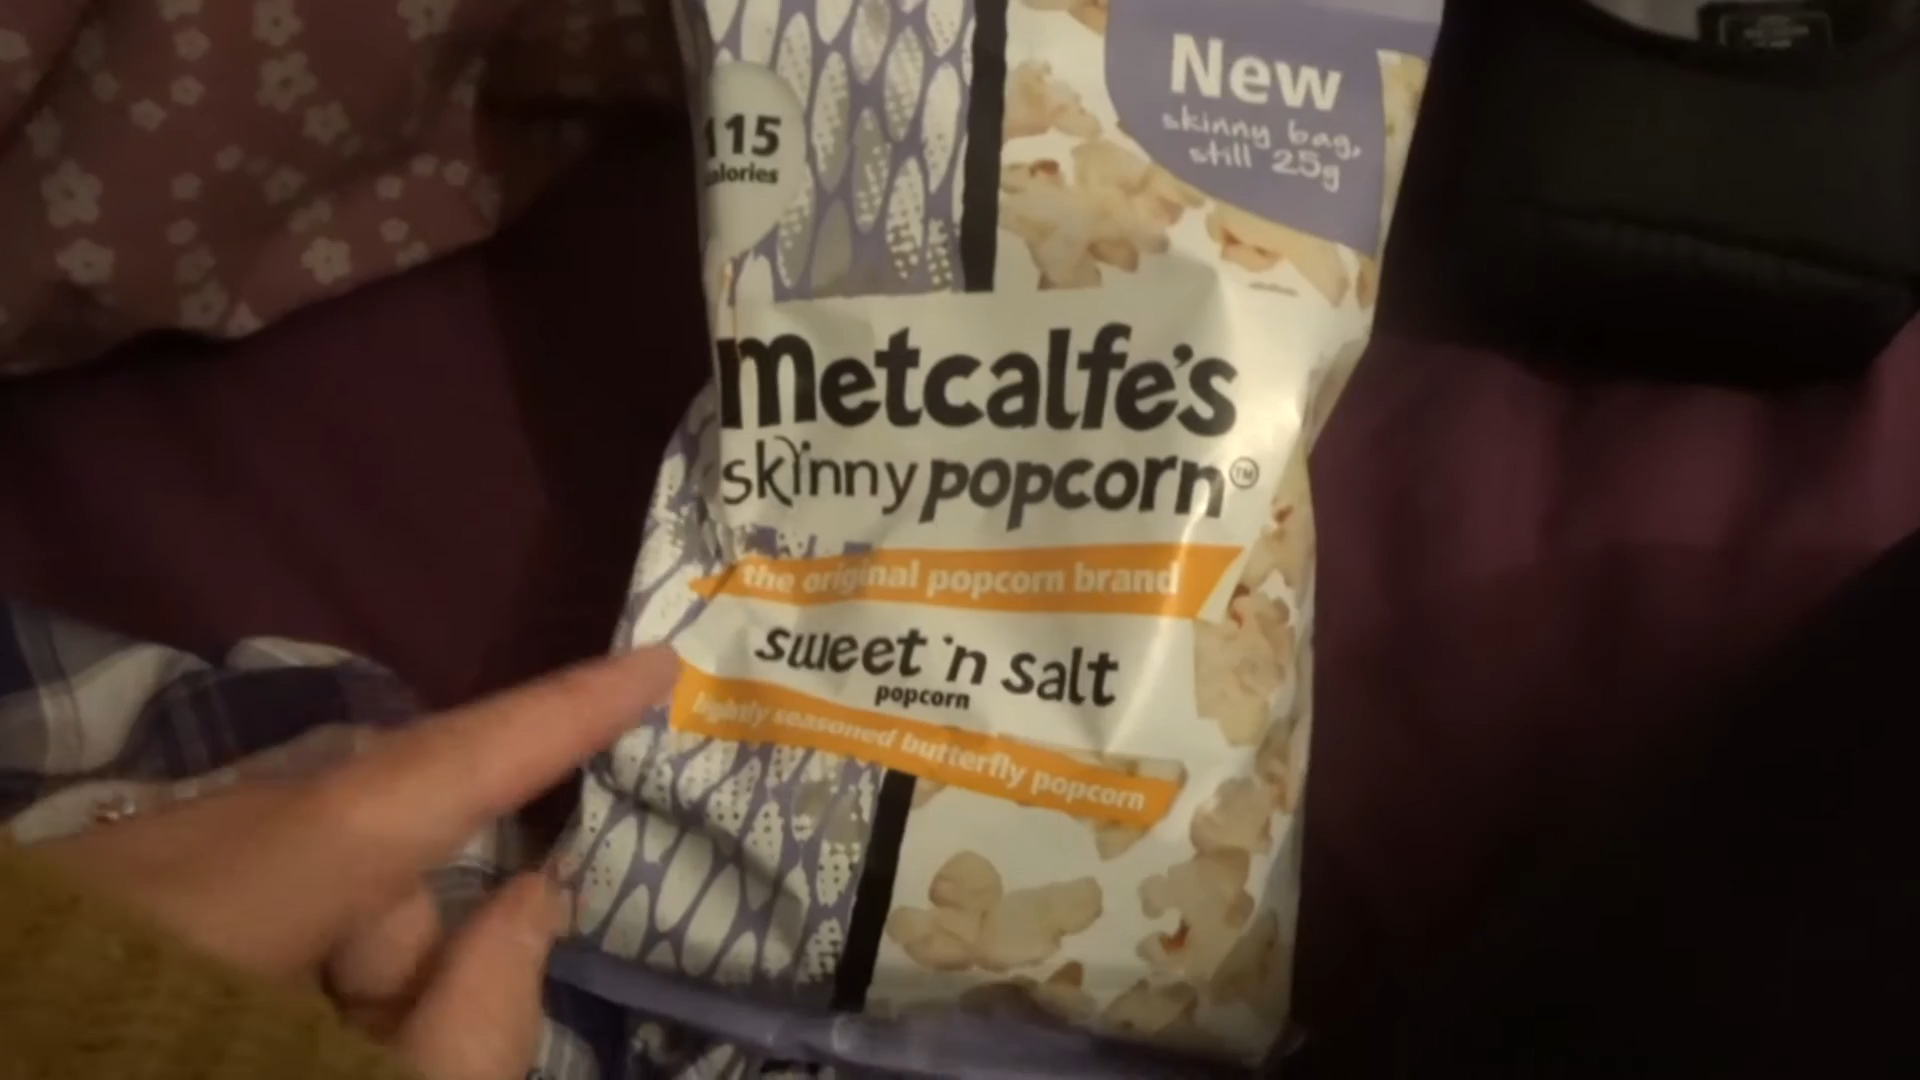 115
calories
New
skinny bag,
still 25g
metcalfe's
skinny popcorn™
the original popcorn brand
sweet 'n salt
popcorn
lightly seasoned butterfly popcorn